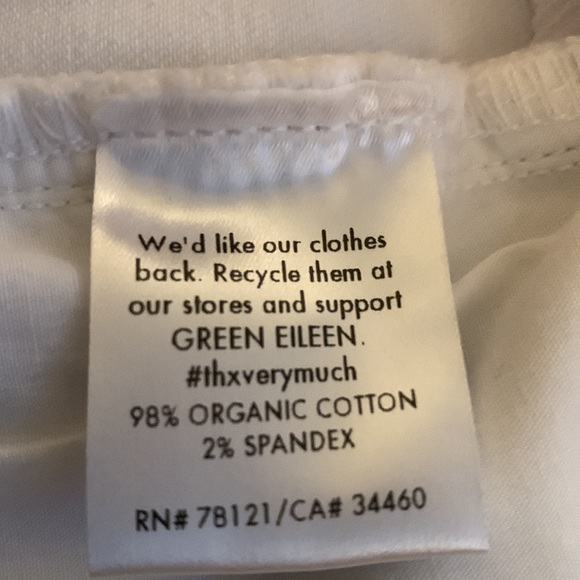 We'd like our clothes
back. Recycle them at
our stores and support
GREEN EILEEN.
#thxverymuch
98% ORGANIC COTTON
2% SPANDEX
RN# 78121/CA# 34460